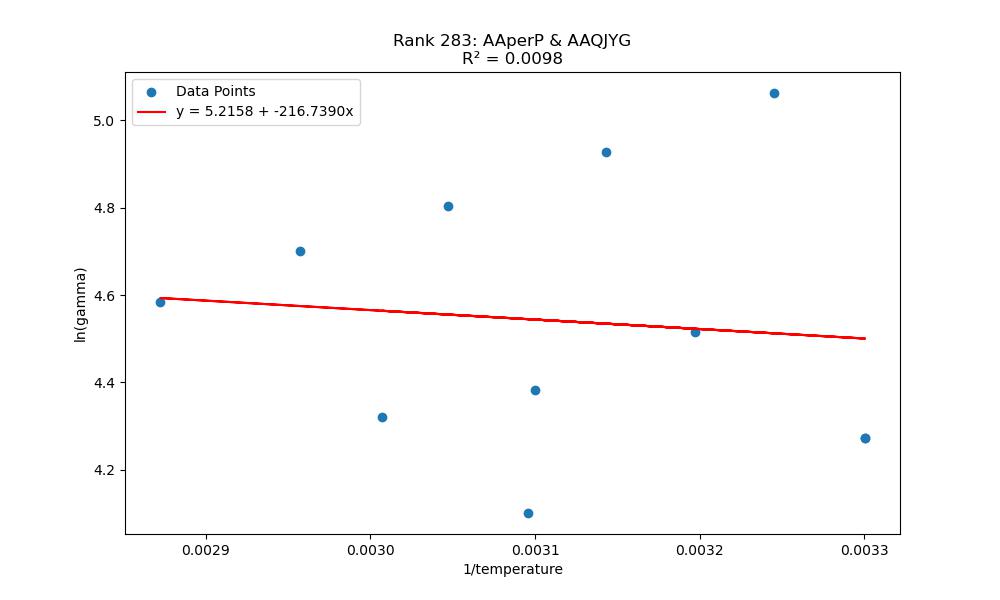 Rank 283: AAperP & AAQJYG
R² = 0.0098
Data Points
y = 5.2158 + -216.7390x
5.0
4.8
4.6
4.4
4.2
ln(gamma)
0.0029 0.0030 0.0031 0.0032 0.0033
1/temperature